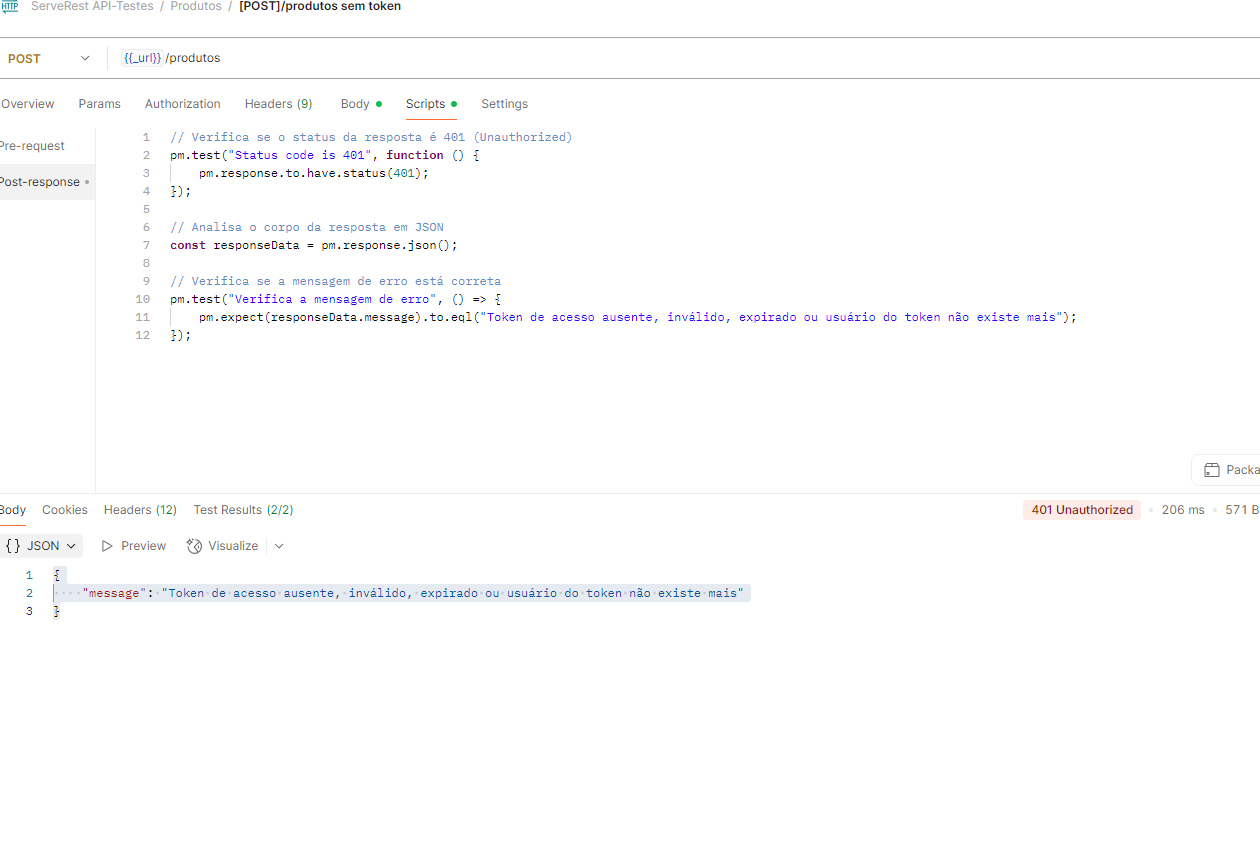 HTTP ServeRest API-Testes / Produtos / [POST]/produtos sem token
POST {{_url}}/produtos
Overview Params Authorization Headers (9) Body Scripts Settings
Pre-request
Post-response
1 // Verifica se o status da resposta é 401 (Unauthorized)
2 pm.test("Status code is 401", function () {
3 pm.response.to.have.status(401);
4 });
5
6 // Analisa o corpo da resposta em JSON
7 const responseData = pm.response.json();
8
9 // Verifica se a mensagem de erro está correta
10 pm.test("Verifica a mensagem de erro", () => {
11 pm.expect(responseData.message).to.eql("Token de acesso ausente, inválido, expirado ou usuário do token não existe mais");
12 });
Packa
Body Cookies Headers (12) Test Results (2/2) 401 Unauthorized 206 ms 571 B
{} JSON Preview Visualize
1 {
2 "message": "Token de acesso ausente, inválido, expirado ou usuário do token não existe mais"
3 }